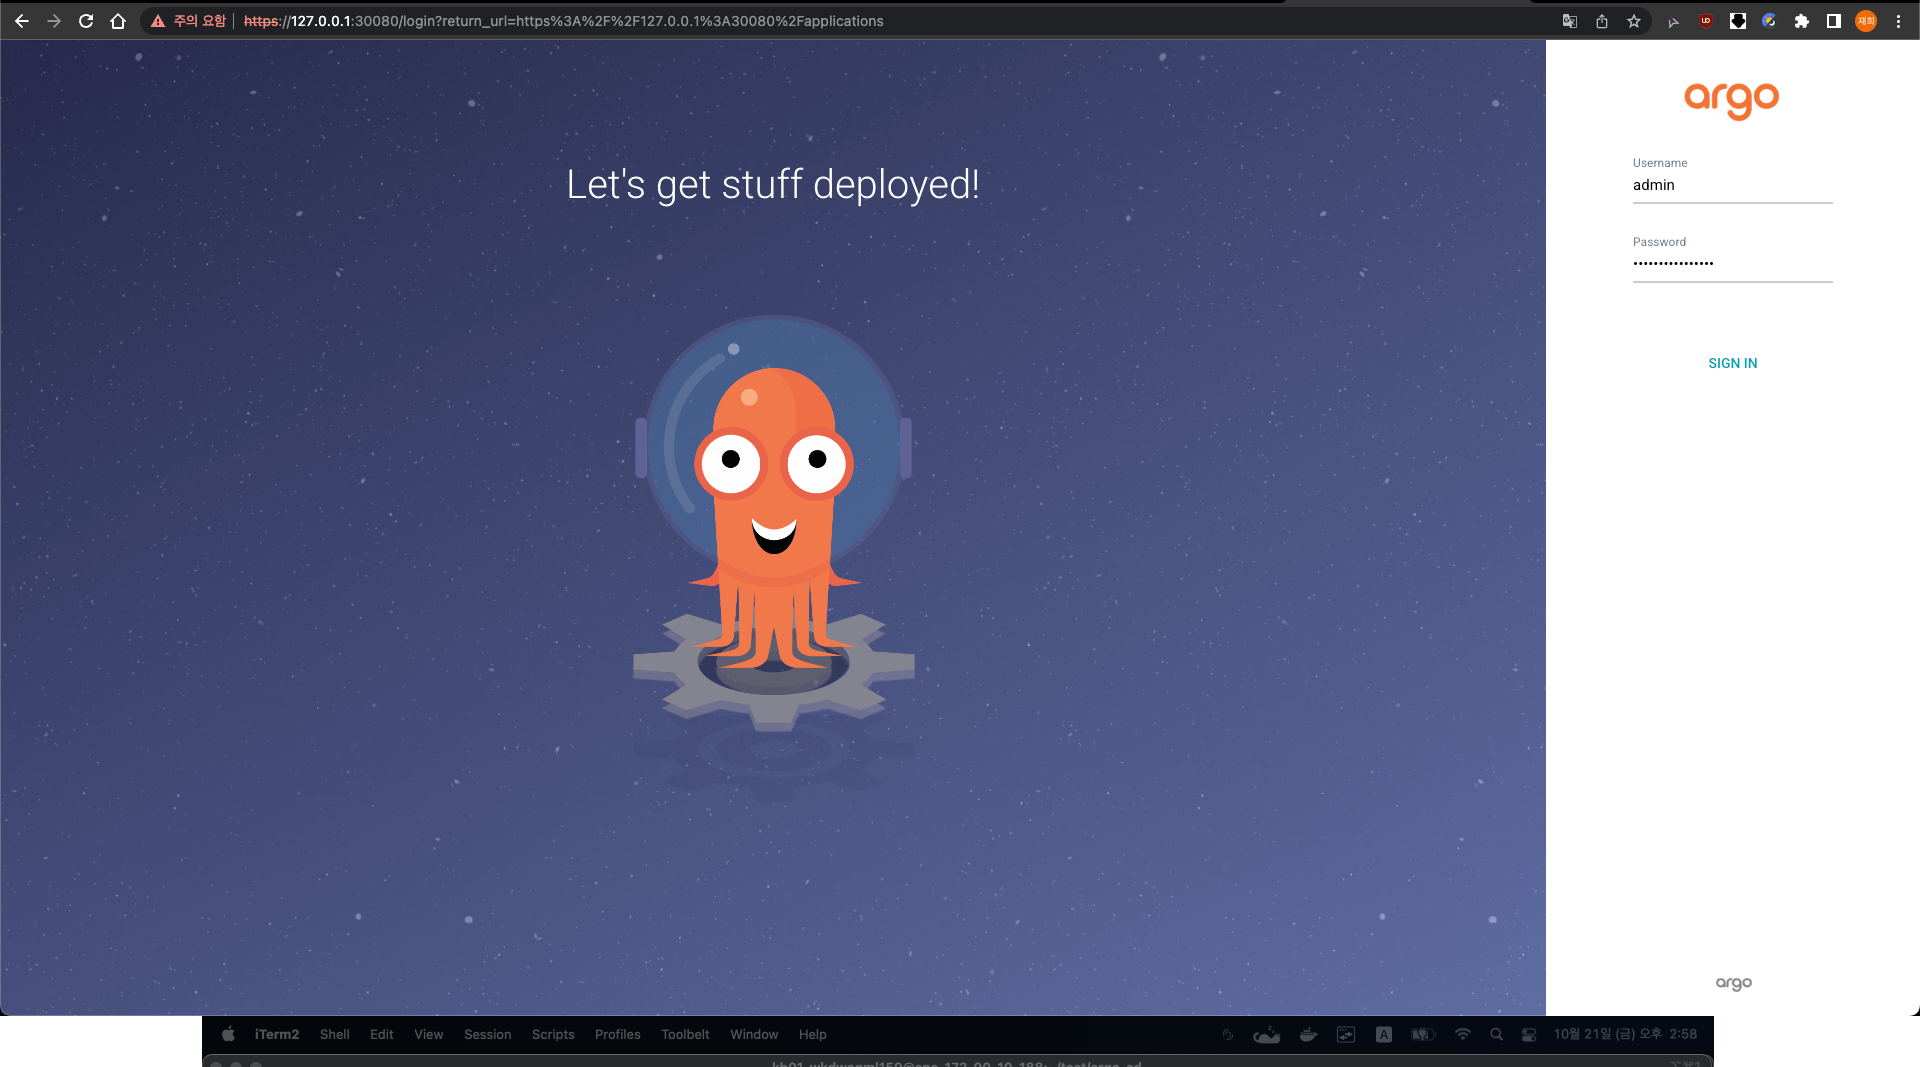 주의 요함
https://127.0.0.1:30080/login?return_url=https%3A%2F%2F127.0.0.1%3A30080%2Fapplications
재희
argo
Let's get stuff deployed!
Username
admin
Password
SIGN IN
argo
iTerm2 Shell Edit View Session Scripts Profiles Toolbelt Window Help
A
10월 21일 (금) 오후 2:58